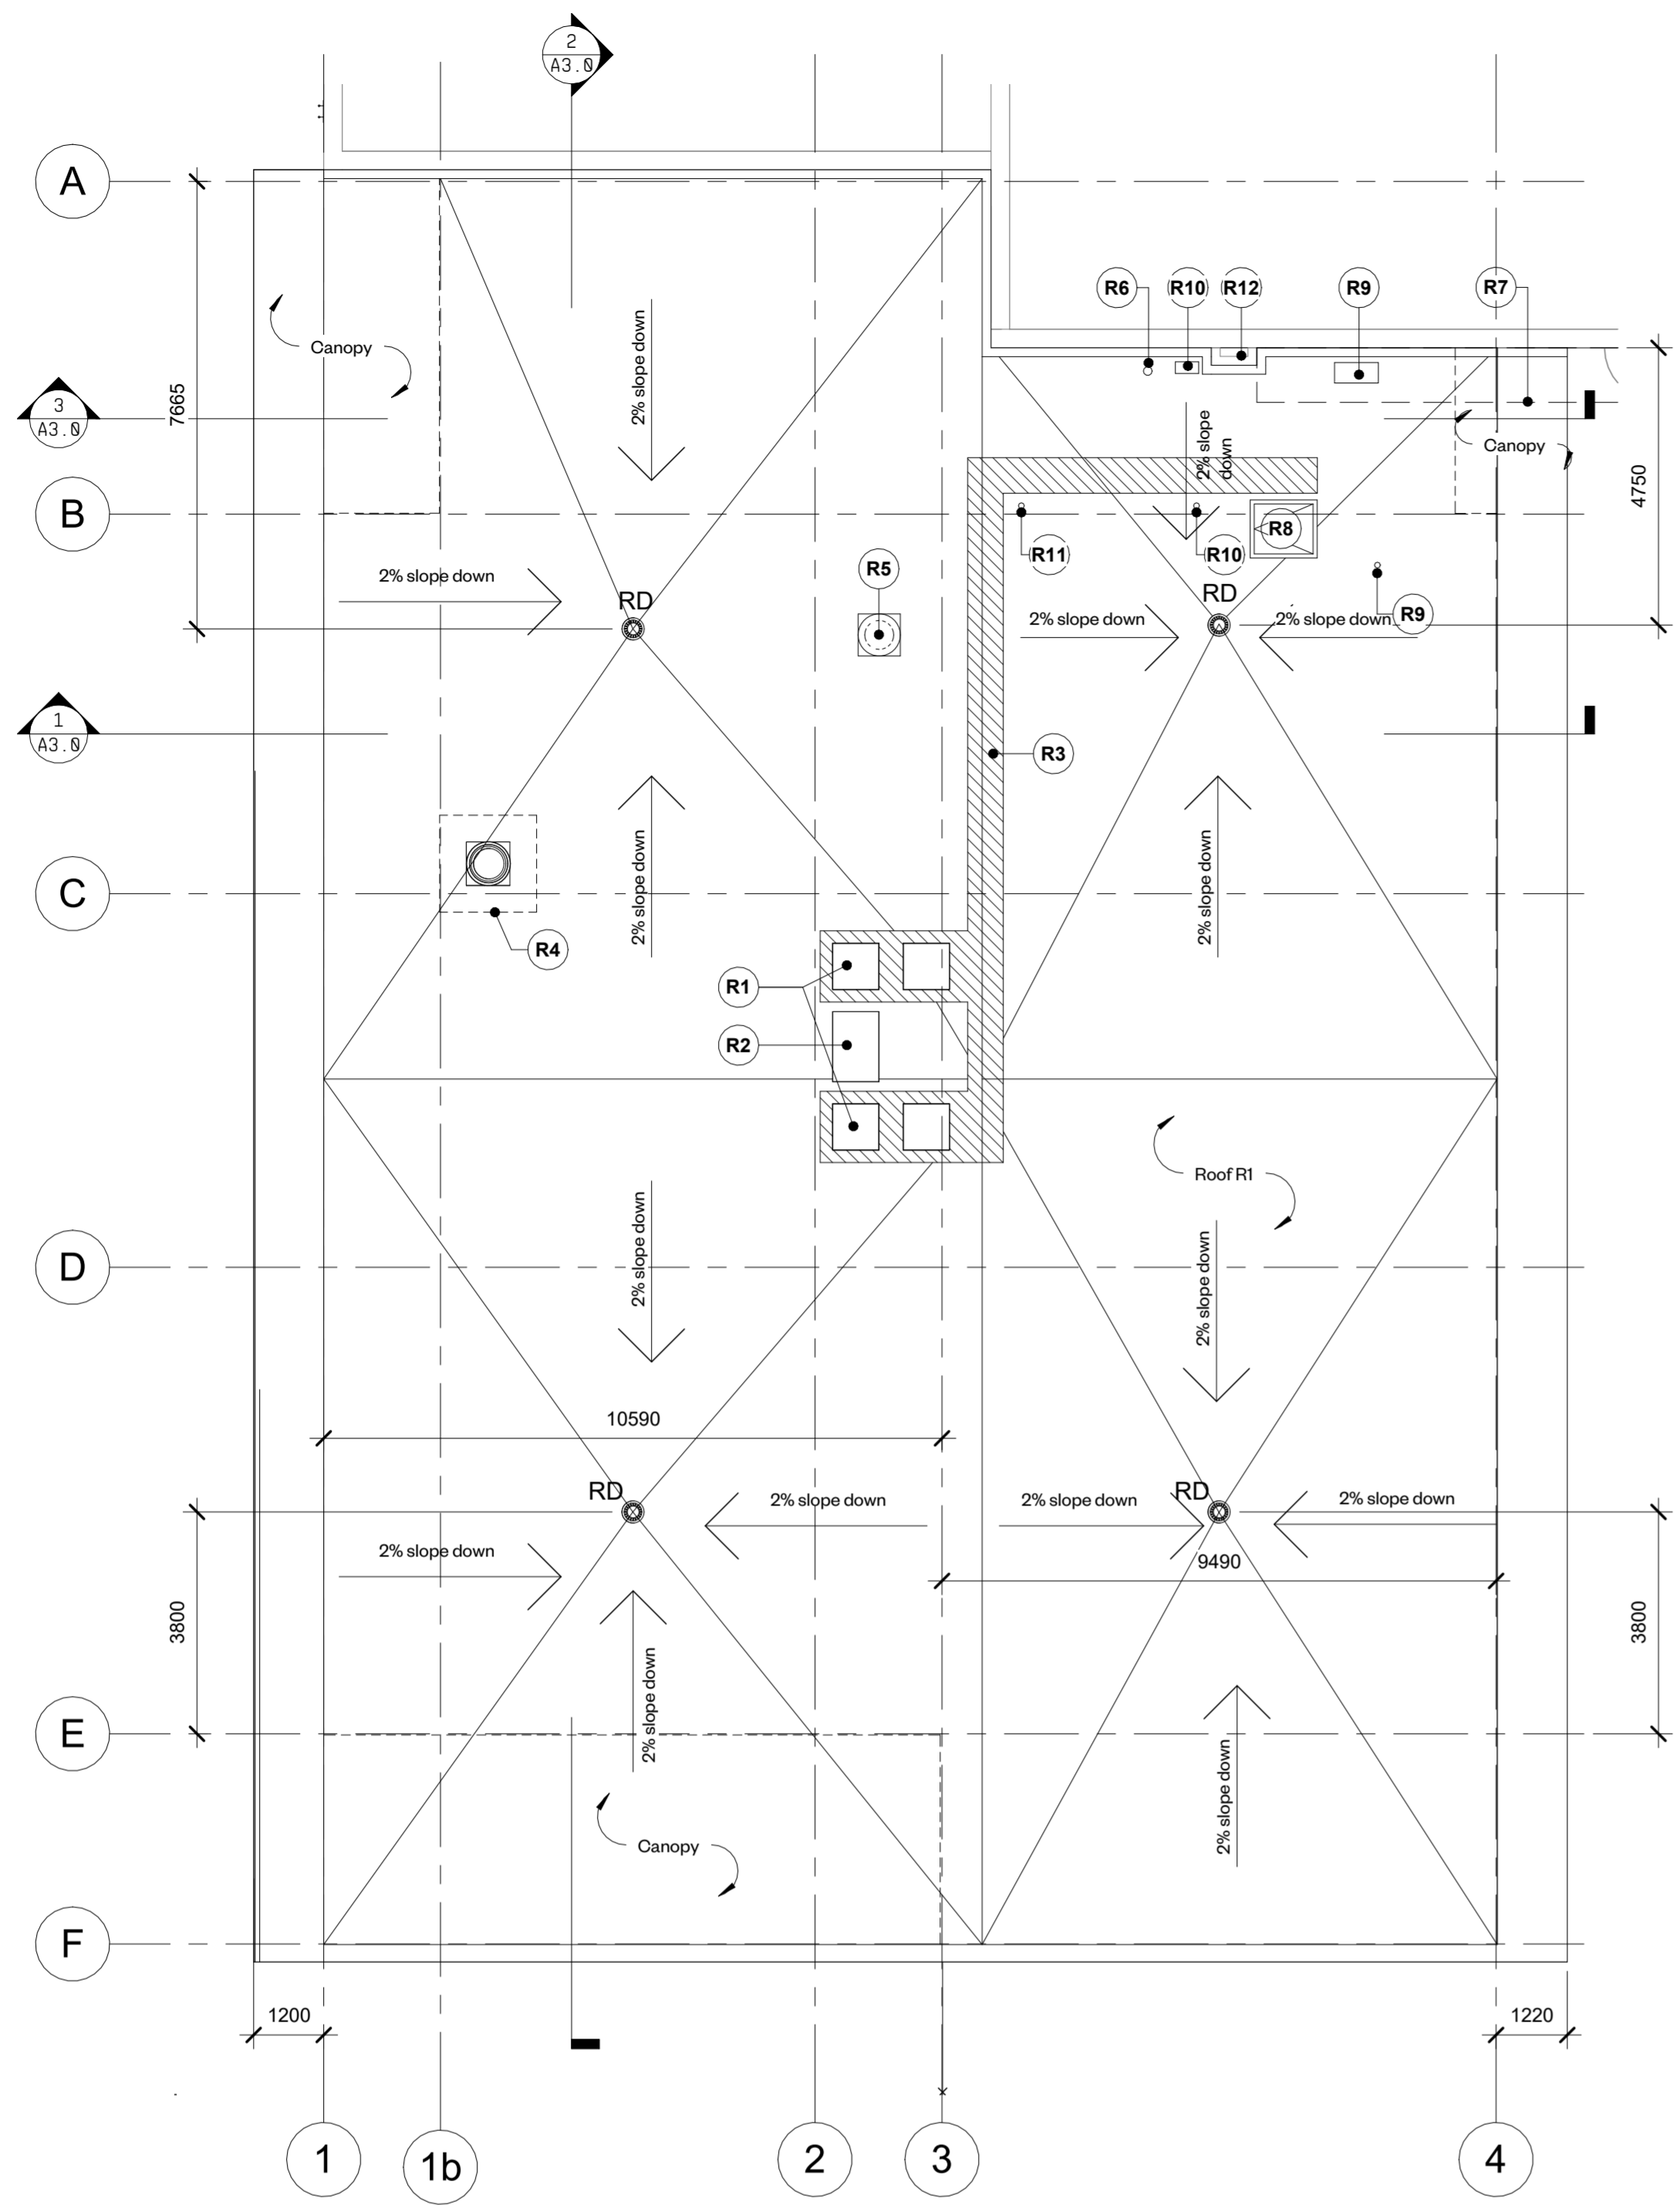 2
A3.0
A
R6
R10
R12
R9
R7
Canopy
2% slope down
7665
3
A3.0
2% slope
down
Canopy
4750
B
R8
R11
R10
R5
2% slope down
RD
RD
R9
2% slope down
2% slope down
1
A3.0
R3
2% slope down
2% slope down
C
R4
R1
R2
Roof R1
2% slope down
D
2% slope down
10590
RD
RD
2% slope down
2% slope down
2% slope down
2% slope down
9490
3800
3800
2% slope down
E
2% slope down
Canopy
F
1200
1220
1
1b
2
3
4